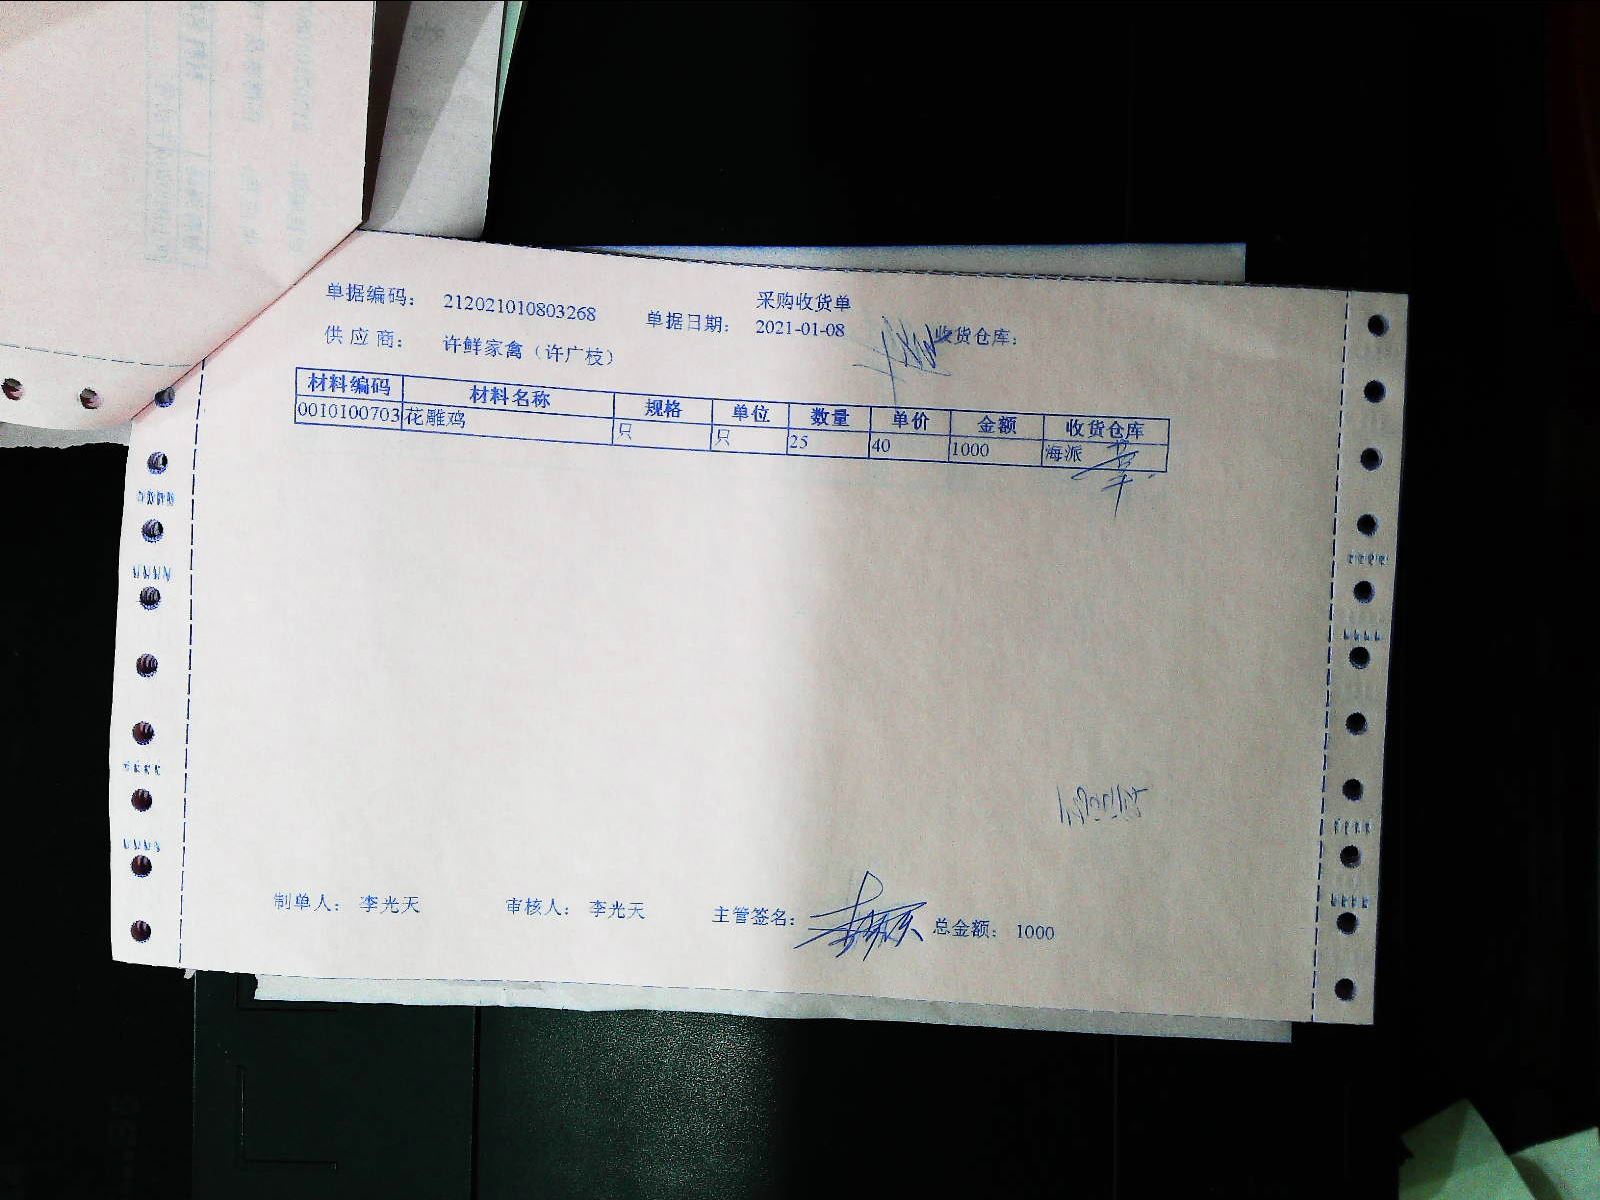 采购收货单
单据编码： 212021010803268 单据日期： 2021-01-08 收货仓库：
供 应 商： 许鲜家禽（许广枝）
材料编码 材料名称 规格 单位 数量 单价 金额 收货仓库
0010100703 花雕鸡 只 只 25 40 1000 海派
制单人： 李光天 审核人： 李光天 主管签名： 总金额： 1000